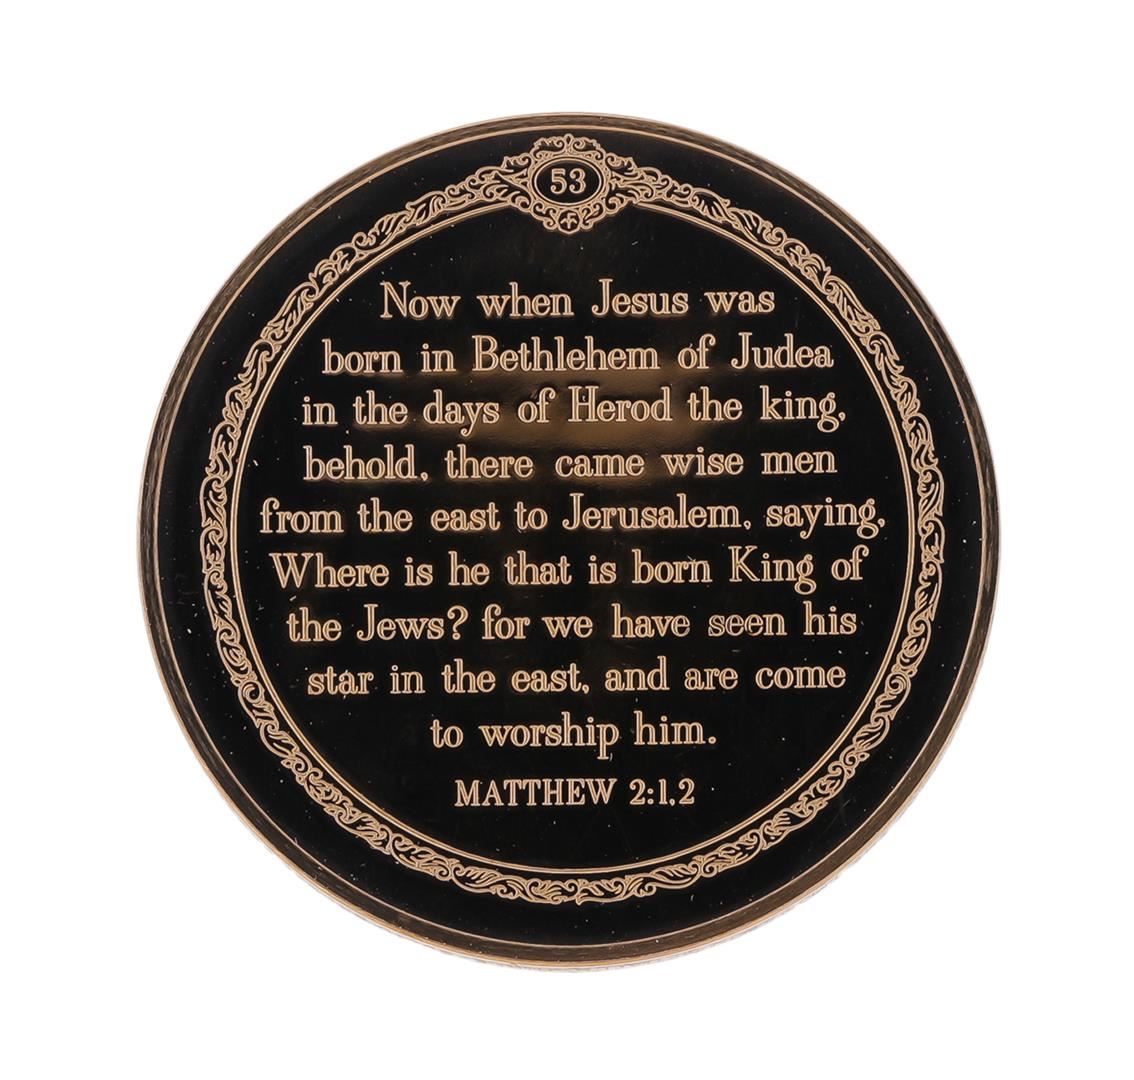 53
Now when Jesus was
born in Bethlehem of Judea
in the days of Herod the king,
behold, there came wise men
from the east to Jerusalem, saying,
Where is he that is born King of
the Jews? for we have seen his
star in the east, and are come
to worship him.
MATTHEW 2:1,2